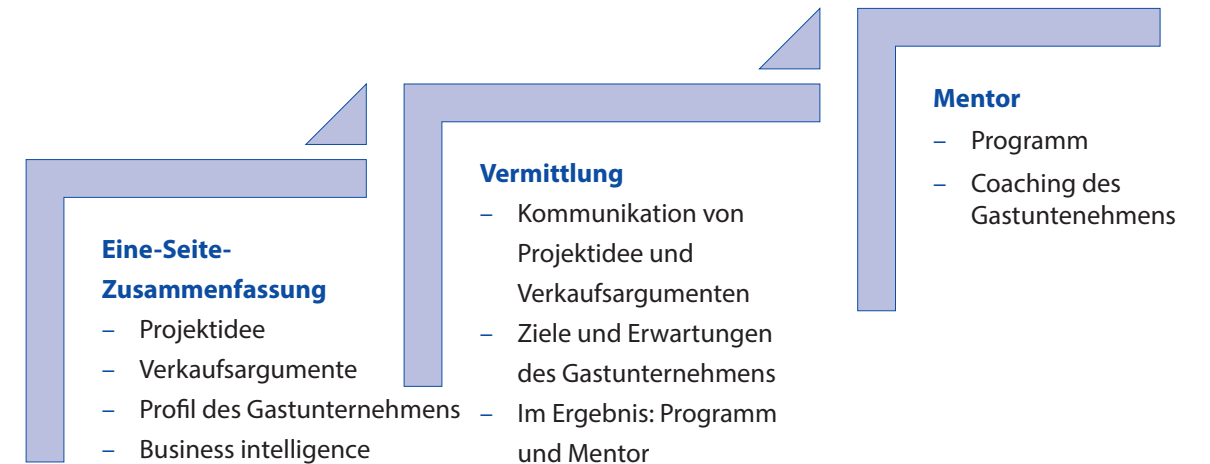 Eine-Seite-
Zusammenfassung
– Projektidee
– Verkaufsargumente
– Profil des Gastunternehmens
– Business intelligence
Vermittlung
– Kommunikation von
Projektidee und
Verkaufsargumenten
– Ziele und Erwartungen
des Gastunternehmens
– Im Ergebnis: Programm
und Mentor
Mentor
– Programm
– Coaching des
Gastuntenehmens